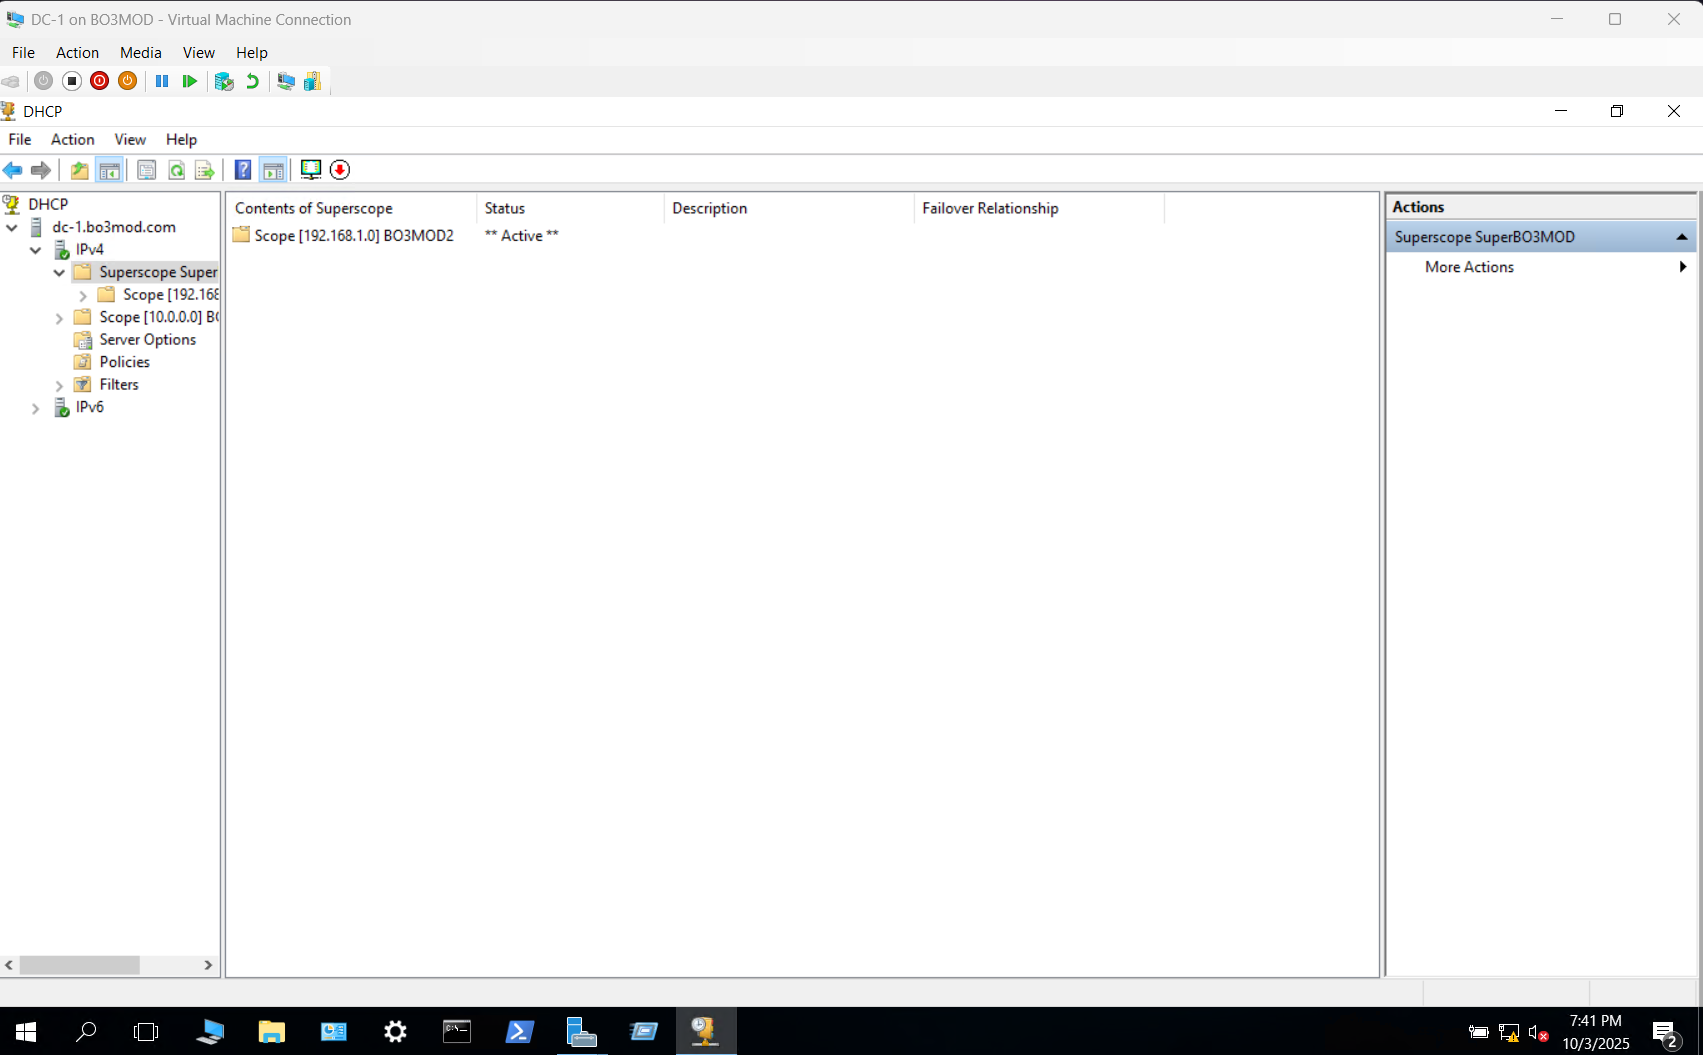 DC-1 on BO3MOD - Virtual Machine Connection
File Action Media View Help
DHCP
File Action View Help
DHCP
dc-1.bo3mod.com
IPv4
Superscope Super
Scope [192.168
Scope [10.0.0.0] BO
Server Options
Policies
Filters
IPv6
Contents of Superscope Status Description Failover Relationship
Scope [192.168.1.0] BO3MOD2 ** Active **
Actions
Superscope SuperBO3MOD
More Actions
7:41 PM
10/3/2025
2